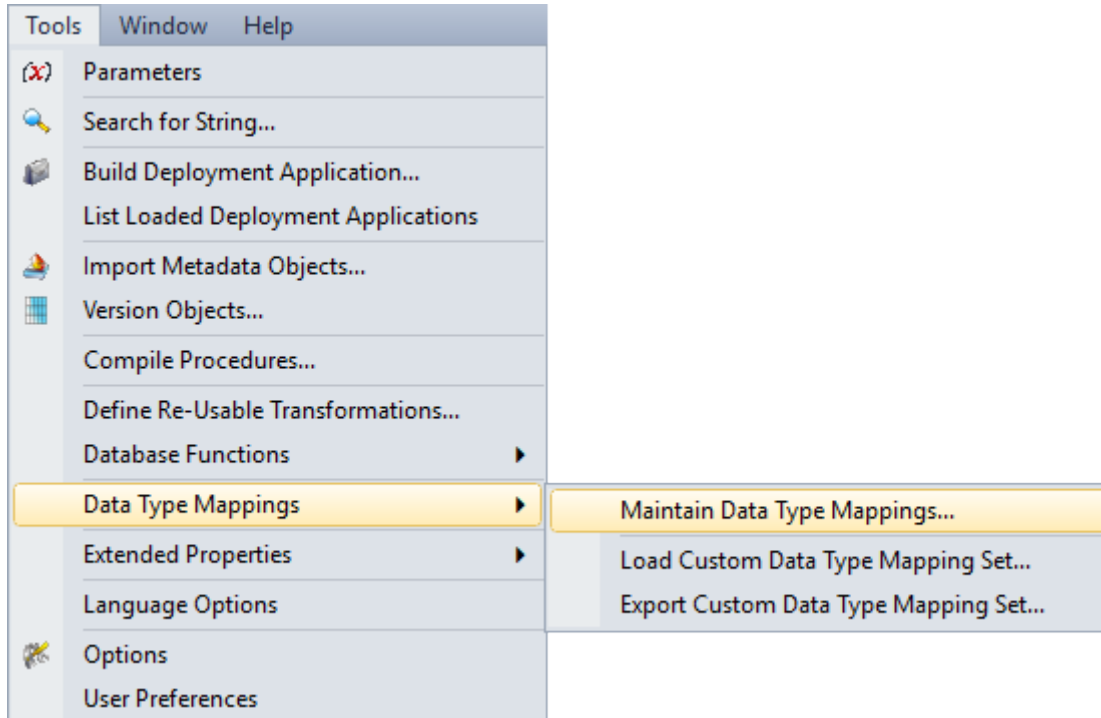 Tools Window Help
(x) Parameters
Search for String...
Build Deployment Application...
List Loaded Deployment Applications
Import Metadata Objects...
Version Objects...
Compile Procedures...
Define Re-Usable Transformations...
Database Functions
Data Type Mappings
Maintain Data Type Mappings...
Extended Properties
Load Custom Data Type Mapping Set...
Export Custom Data Type Mapping Set...
Language Options
Options
User Preferences